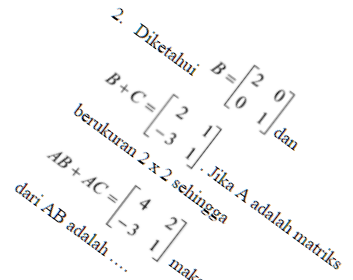 2. Diketahui B = [2 0; 0 1] dan
B + C = [2 1; -3 1]. Jika A adalah matriks
berukuran 2 x 2 sehingga
AB + AC = [4 2; -3 1]
dari AB adalah ....